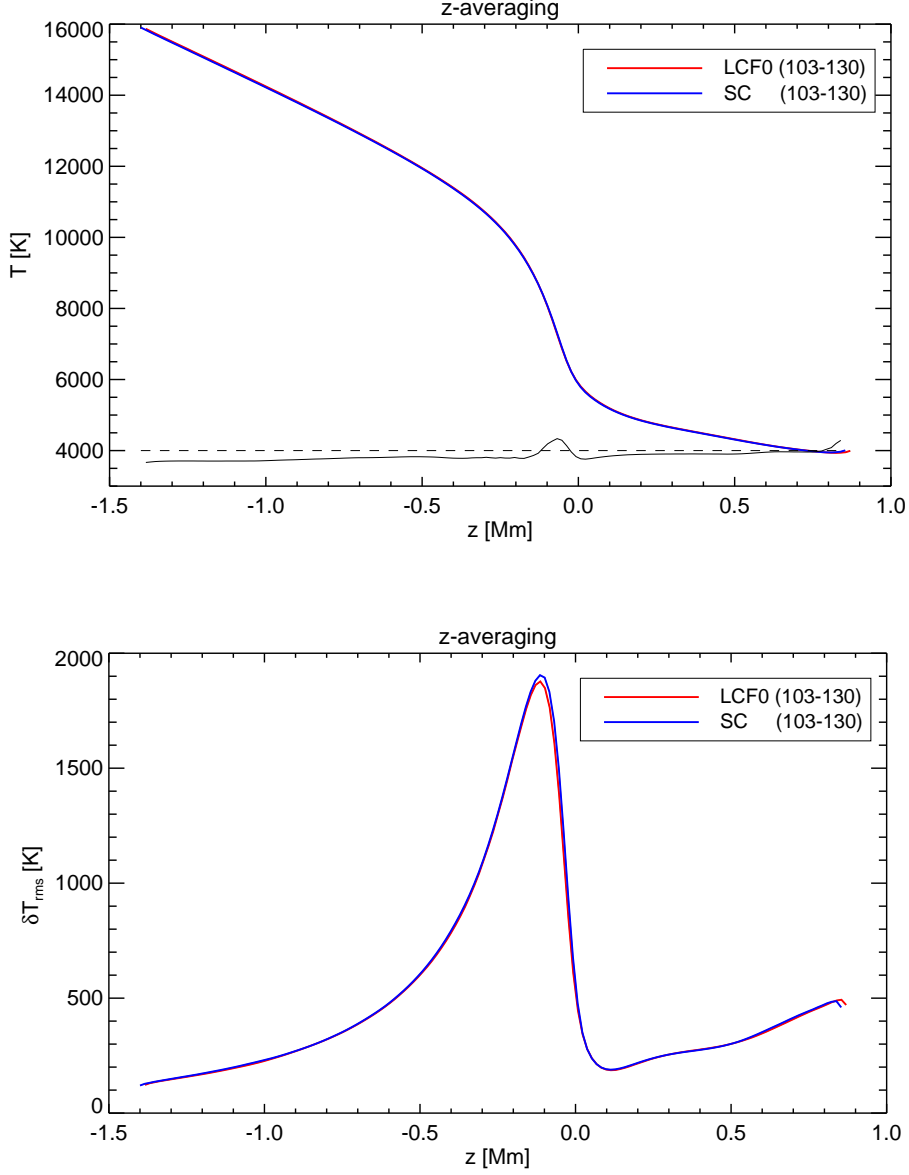 z-averaging
16000
14000
12000
10000
8000
6000
4000
T [K]
LCF0 (103-130)
SC (103-130)
-1.5 -1.0 -0.5 0.0 0.5 1.0
z [Mm]
z-averaging
2000
1500
1000
500
0
δTrms [K]
LCF0 (103-130)
SC (103-130)
-1.5 -1.0 -0.5 0.0 0.5 1.0
z [Mm]